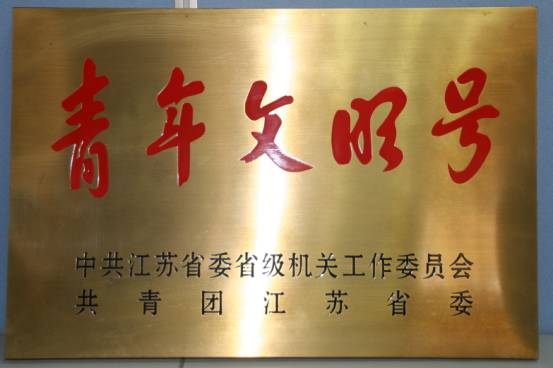 青年文明号
中共江苏省委省级机关工作委员会
共青团江苏省委